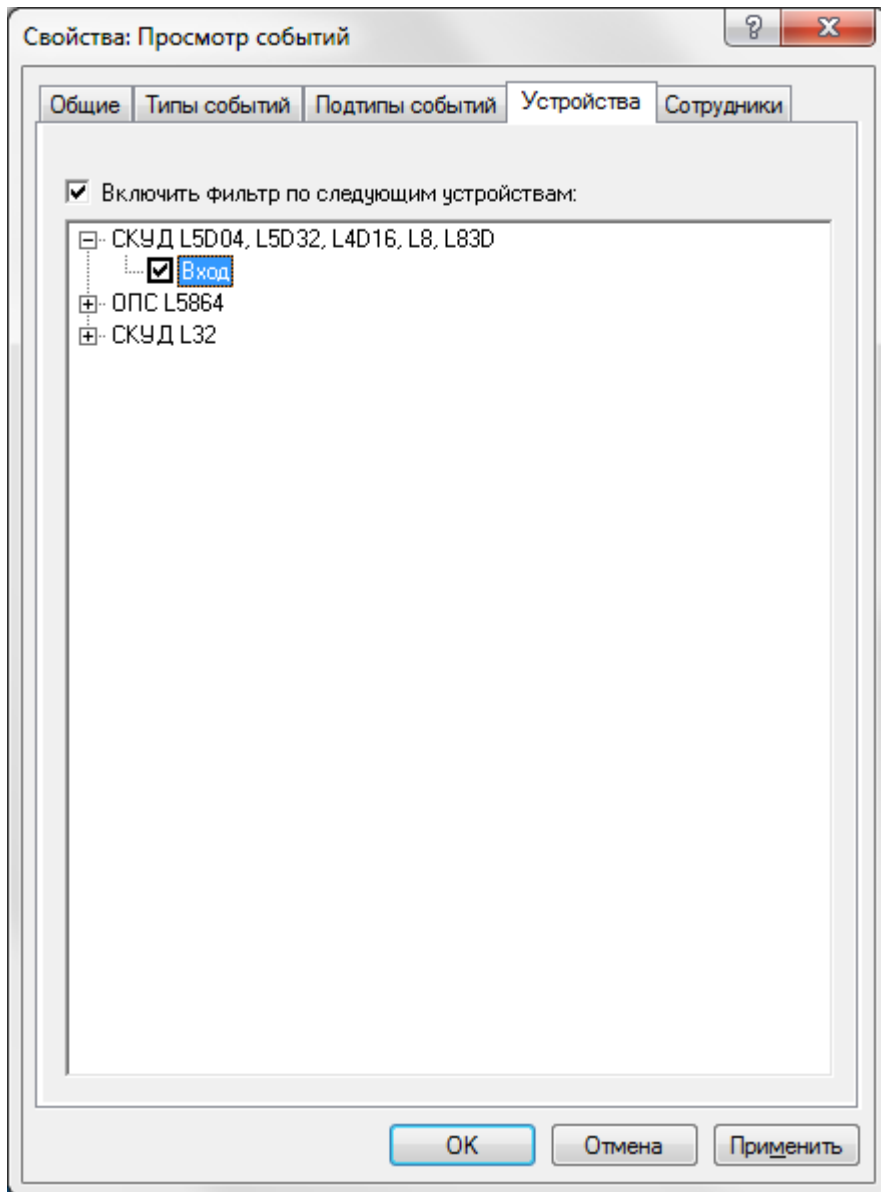 Свойства: Просмотр событий
Общие Типы событий Подтипы событий Устройства Сотрудники
Включить фильтр по следующим устройствам:
СКУД L5D04, L5D32, L4D16, L8, L83D
Вход
ОПС L5864
СКУД L32
OK Отмена Применить